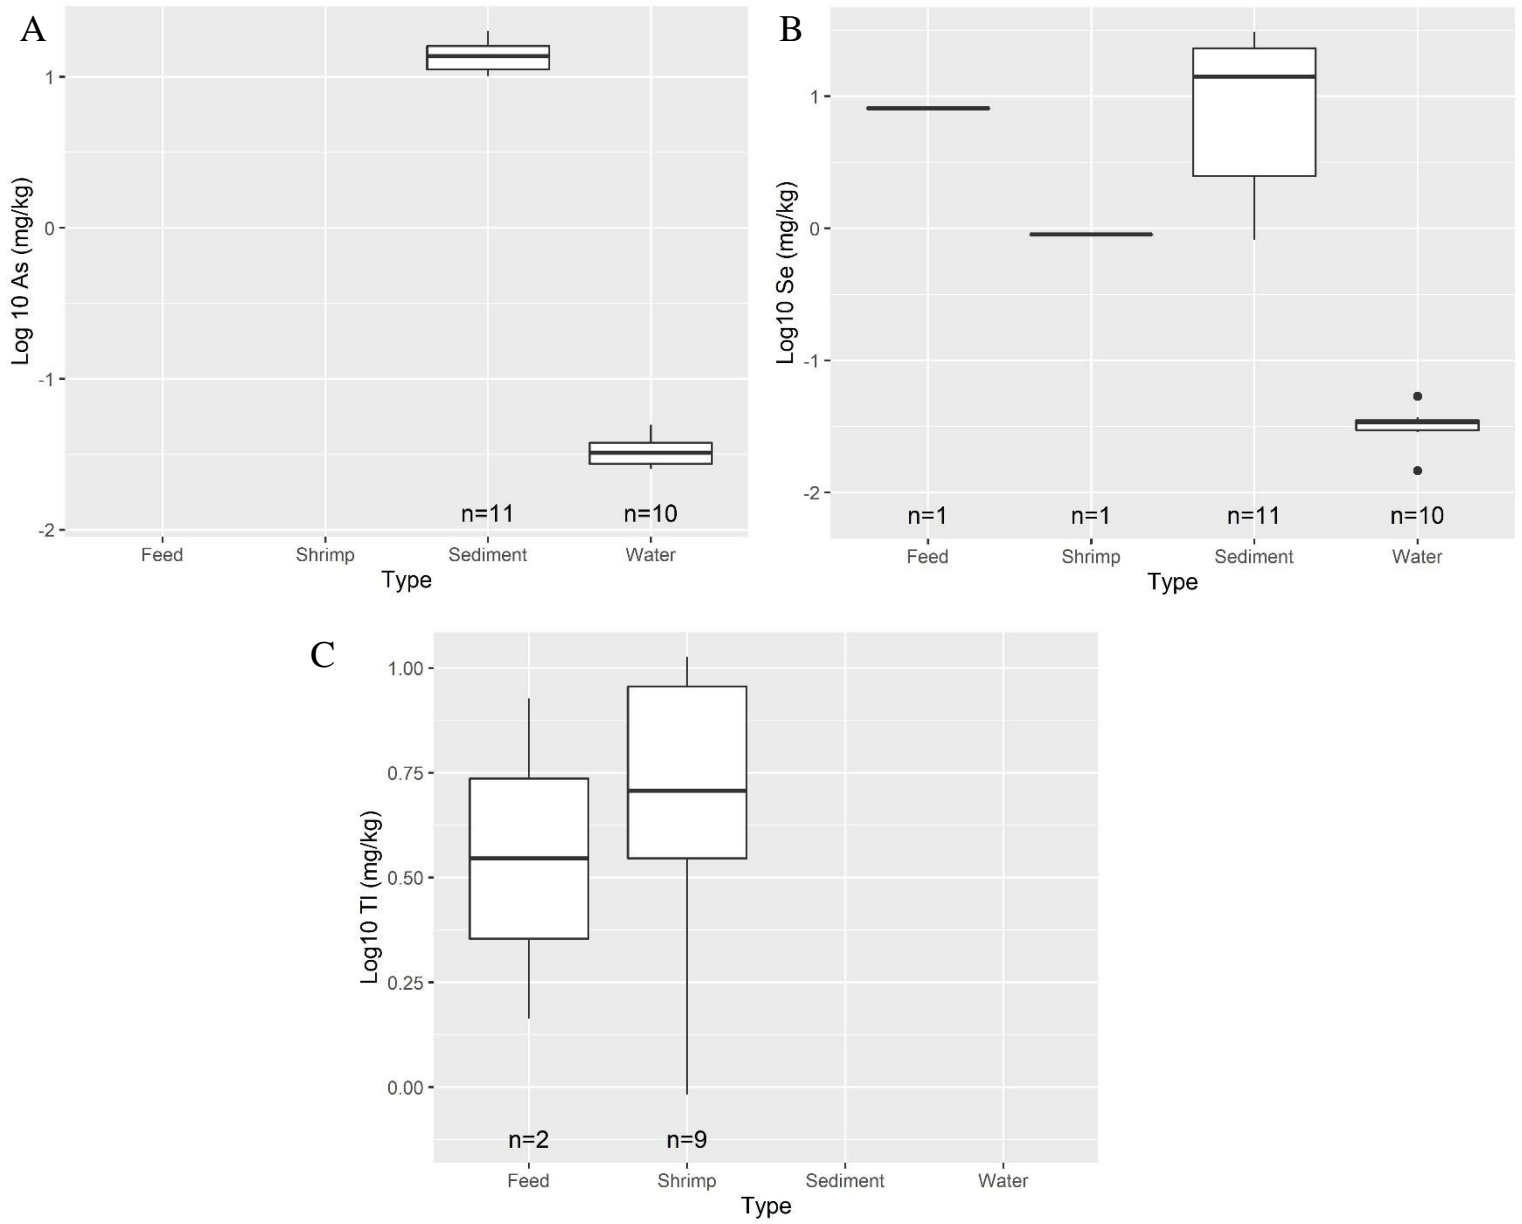 A
Log 10 As (mg/kg)
1
0
-1
-2
n=11 n=10
Feed Shrimp Sediment Water
Type
B
Log10 Se (mg/kg)
1
0
-1
-2
n=1 n=1 n=11 n=10
Feed Shrimp Sediment Water
Type
C
Log10 Tl (mg/kg)
1.00
0.75
0.50
0.25
0.00
n=2 n=9
Feed Shrimp Sediment Water
Type